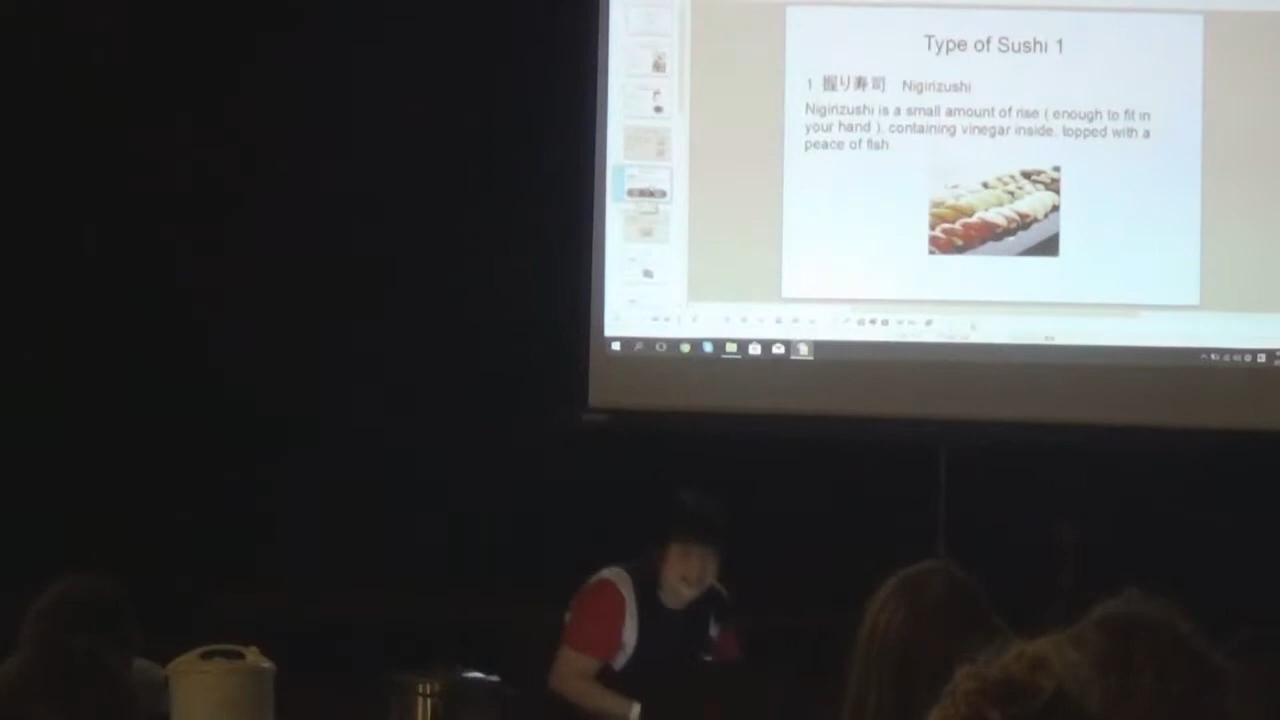 Type of Sushi 1
1 握り寿司 Nigirizushi
Nigirizushi is a small amount of rise ( enough to fit in
your hand ), containing vinegar inside, topped with a
peace of fish